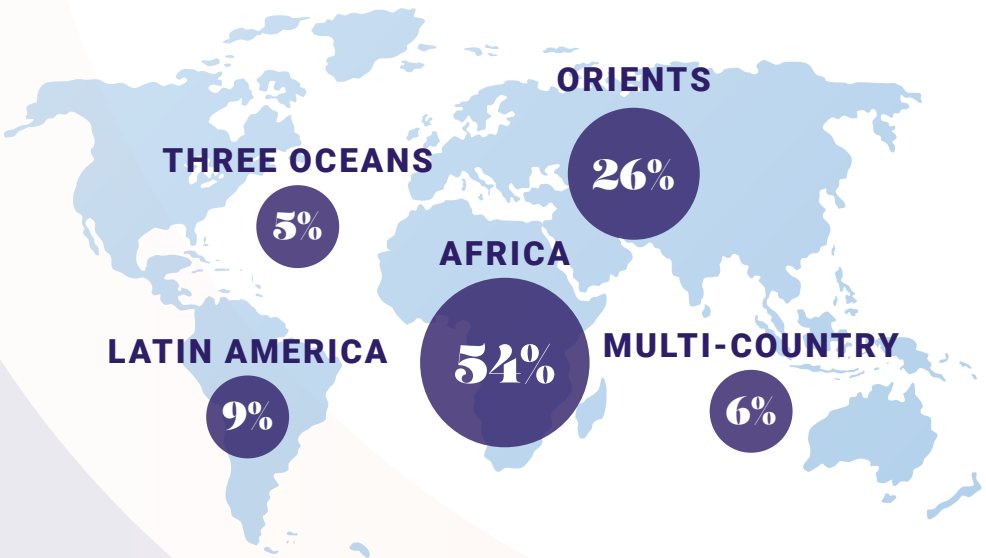 ORIENTS
26%
THREE OCEANS
5%
AFRICA
54%
LATIN AMERICA
9%
MULTI-COUNTRY
6%